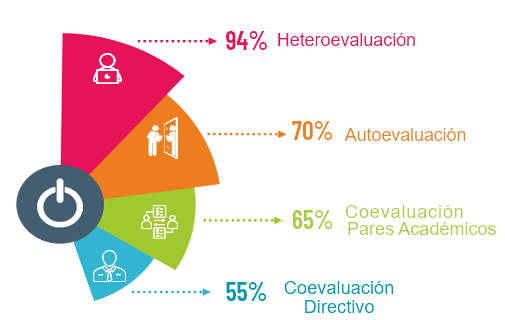 94% Heteroevaluación
70% Autoevaluación
65% Coevaluación
Pares Académicos
55% Coevaluación
Directivo